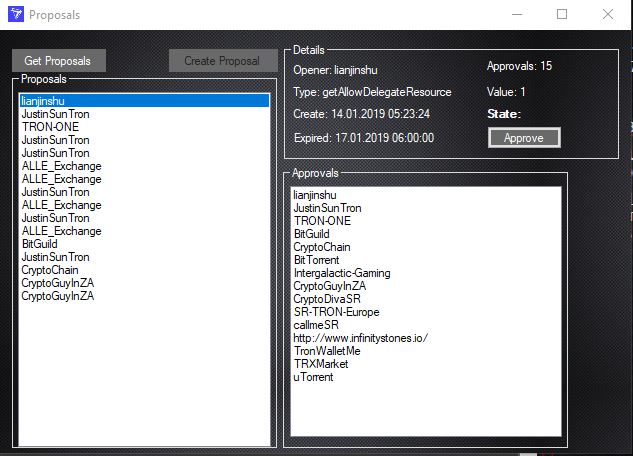 Proposals
Get Proposals
Create Proposal
Proposals
lianjinshu
JustinSunTron
TRON-ONE
JustinSunTron
JustinSunTron
ALLE_Exchange
ALLE_Exchange
JustinSunTron
ALLE_Exchange
JustinSunTron
ALLE_Exchange
BitGuild
JustinSunTron
CryptoChain
CryptoGuyInZA
CryptoGuyInZA
Details
Opener: lianjinshu
Approvals: 15
Type: getAllowDelegateResource
Value: 1
Create: 14.01.2019 05:23:24
State:
Expired: 17.01.2019 06:00:00
Approve
Approvals
lianjinshu
JustinSunTron
TRON-ONE
BitGuild
CryptoChain
BitTorrent
Intergalactic-Gaming
CryptoGuyInZA
CryptoDivaSR
SR-TRON-Europe
callmeSR
http://www.infinitystones.io/
TronWalletMe
TRXMarket
uTorrent